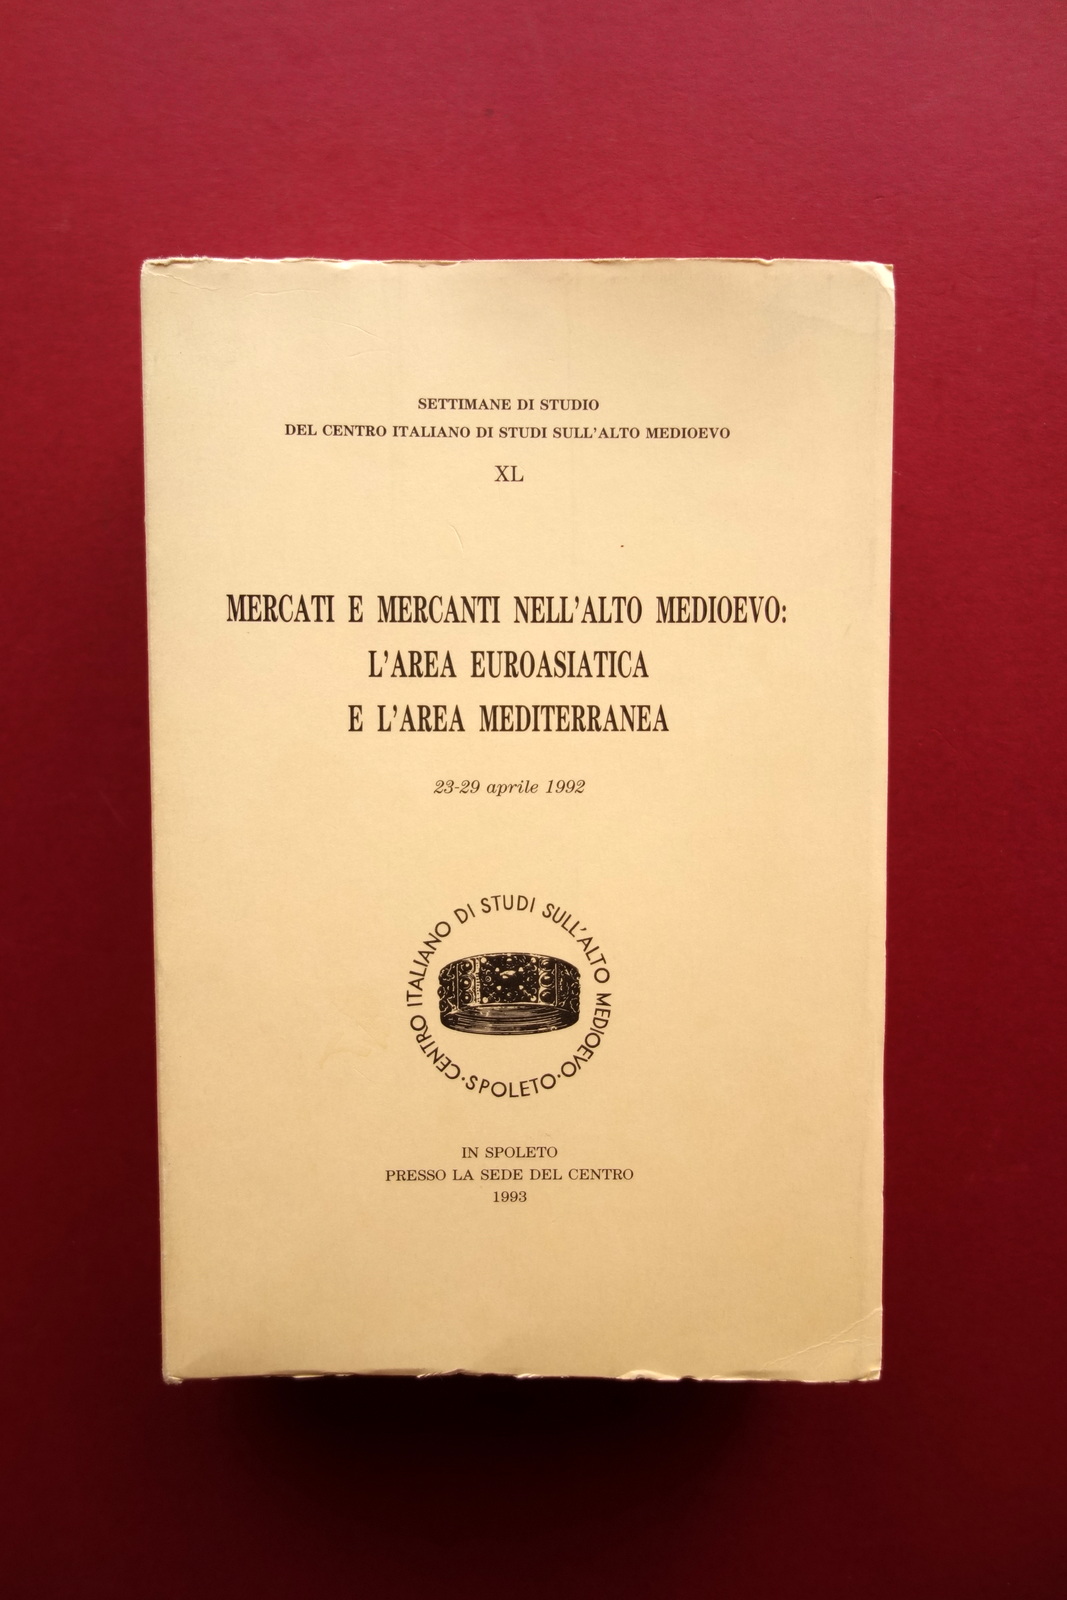 SETTIMANE DI STUDIO
DEL CENTRO ITALIANO DI STUDI SULL'ALTO MEDIOEVO
XL
MERCATI E MERCANTI NELL'ALTO MEDIOEVO:
L'AREA EUROASIATICA
E L'AREA MEDITERRANEA
23-29 aprile 1992
CENTRO ITALIANO DI STUDI SULL'ALTO MEDIOEVO · SPOLETO ·
IN SPOLETO
PRESSO LA SEDE DEL CENTRO
1993